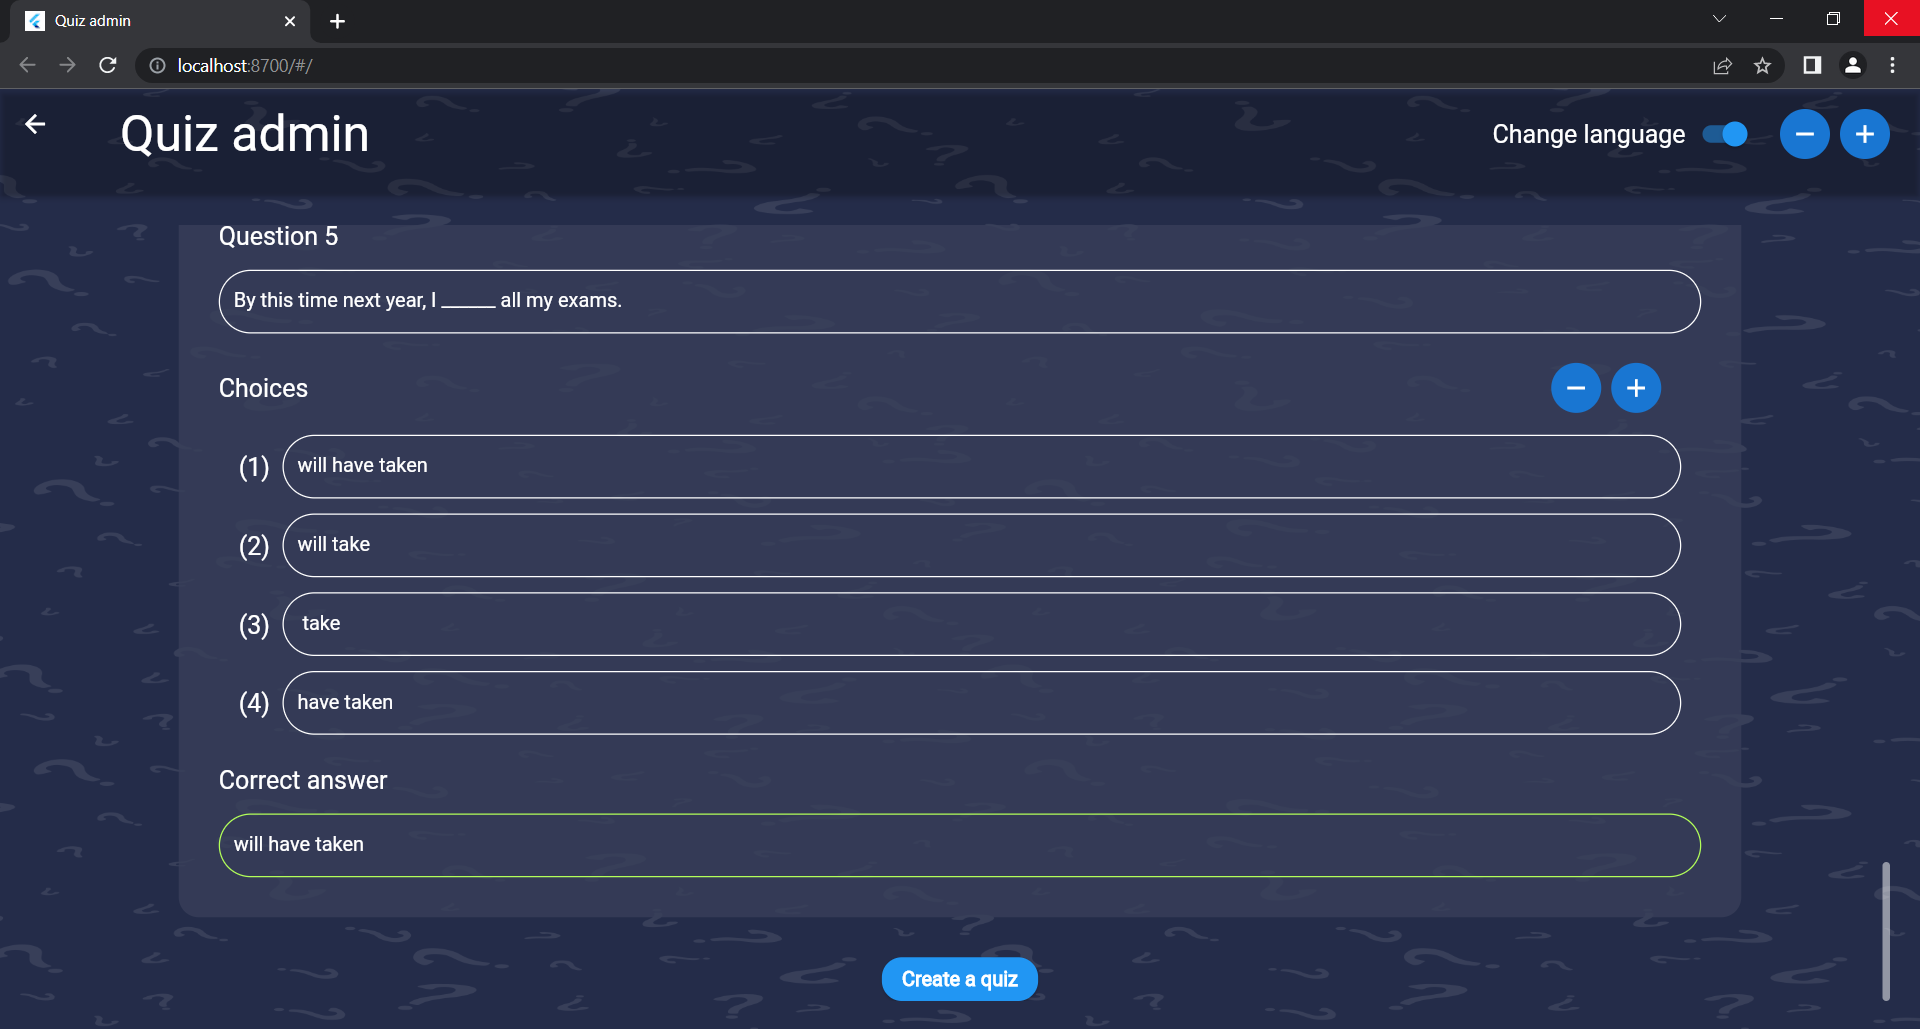 Quiz admin
localhost:8700/#/
Quiz admin
Change language
Question 5
By this time next year, I ______ all my exams.
Choices
(1) will have taken
(2) will take
(3) take
(4) have taken
Correct answer
will have taken
Create a quiz